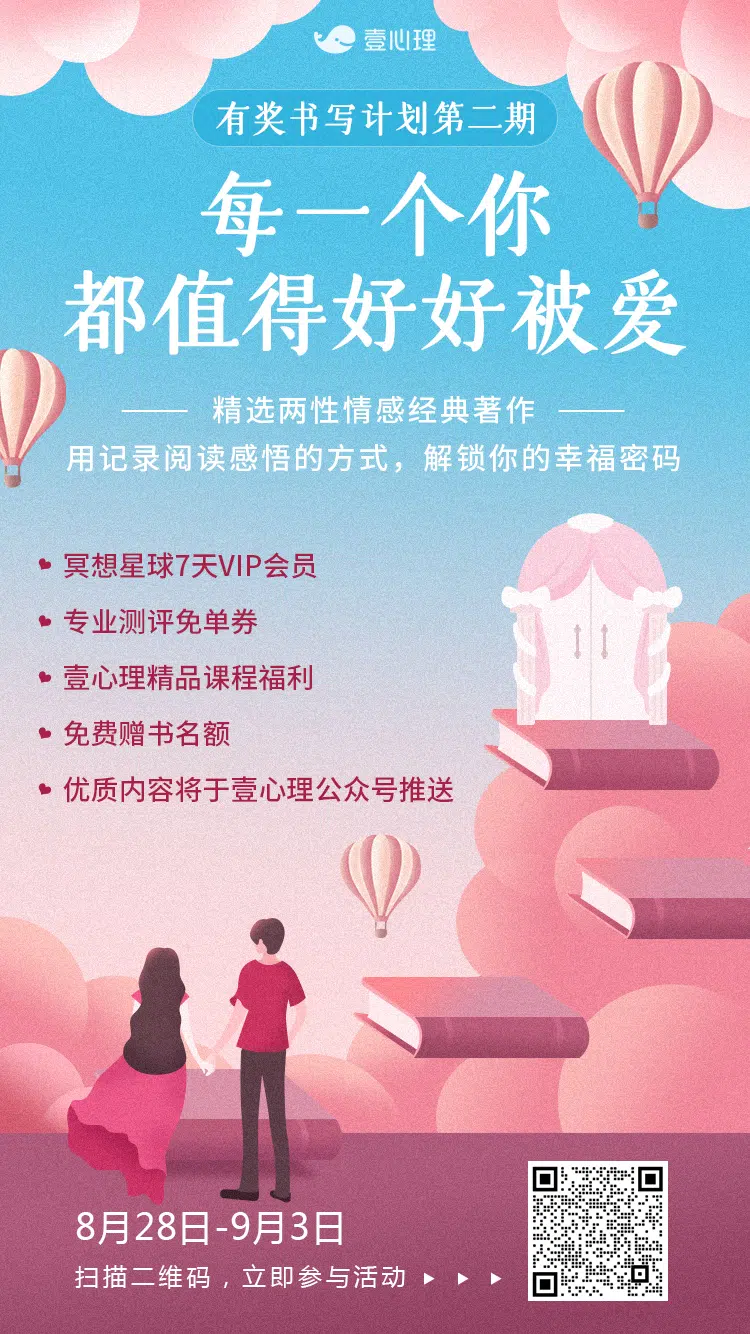 壹心理
有奖书写计划第二期
每一个你
都值得好好被爱
精选两性情感经典著作
用记录阅读感悟的方式，解锁你的幸福密码
冥想星球7天VIP会员
专业测评免单券
壹心理精品课程福利
免费赠书名额
优质内容将于壹心理公众号推送
8月28日-9月3日
扫描二维码，立即参与活动